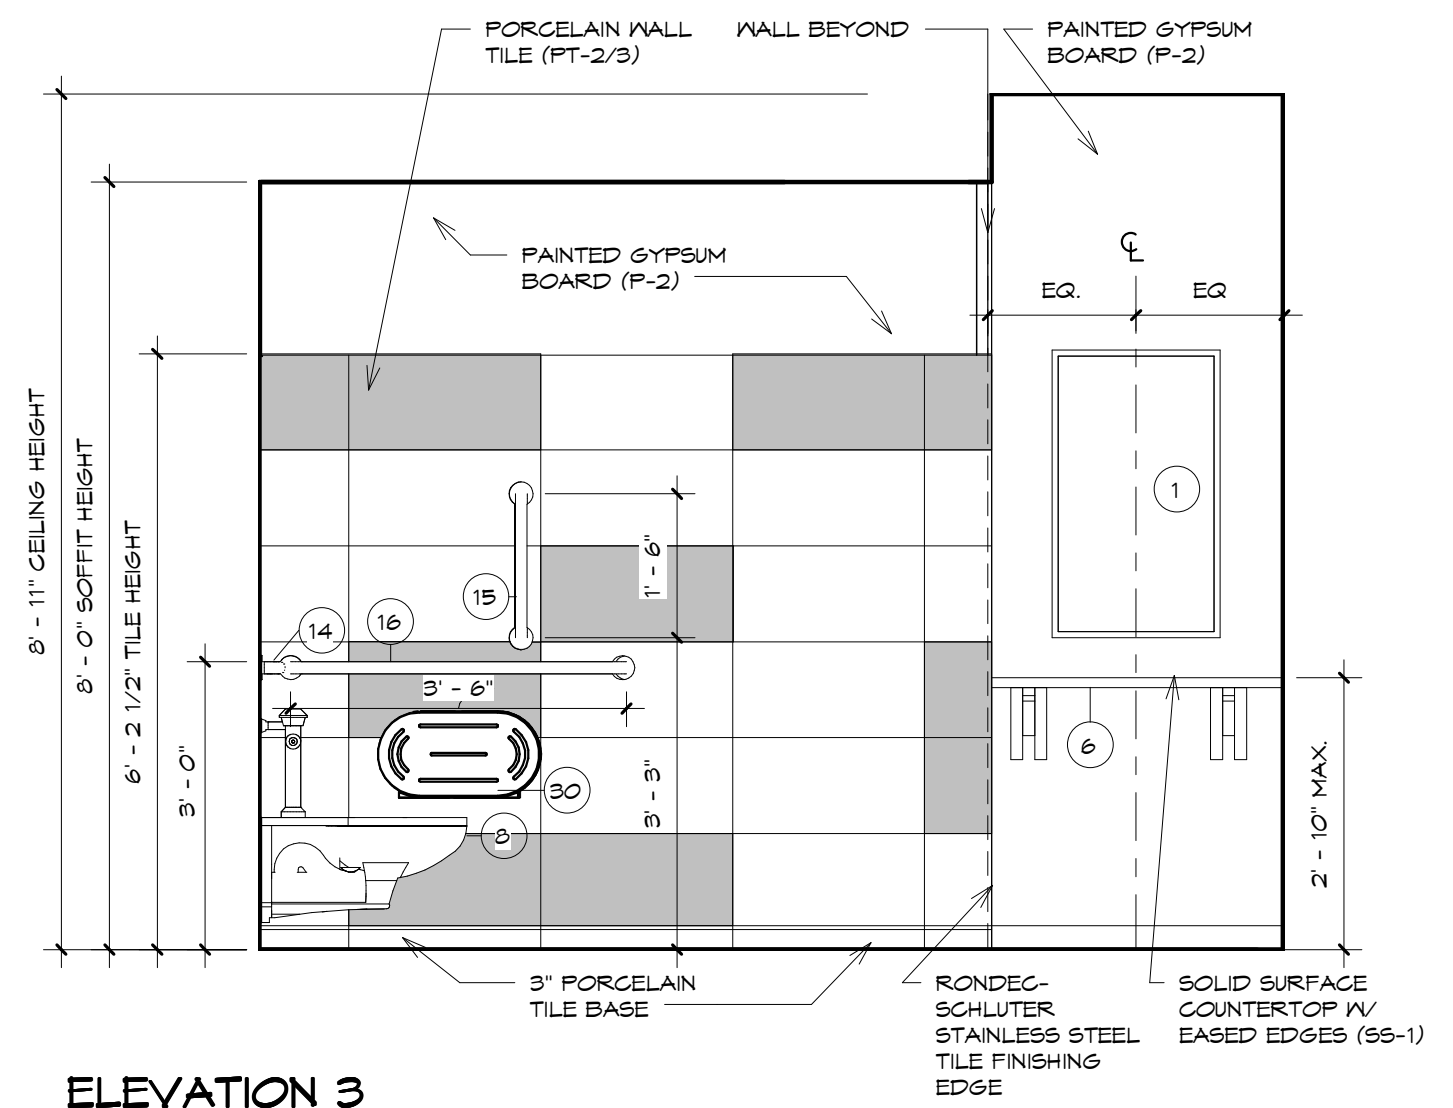 PORCELAIN WALL
TILE (PT-2/3)
WALL BEYOND
PAINTED GYPSUM
BOARD (P-2)
PAINTED GYPSUM
BOARD (P-2)
℄
EQ.
EQ
8' - 11" CEILING HEIGHT
8' - 0" SOFFIT HEIGHT
6' - 2 1/2" TILE HEIGHT
3' - 0"
1' - 6"
1
15
14
16
3' - 6"
6
30
3' - 3"
8
2' - 10" MAX.
3" PORCELAIN
TILE BASE
RONDEC-
SCHLUTER
STAINLESS STEEL
TILE FINISHING
EDGE
SOLID SURFACE
COUNTERTOP W/
EASED EDGES (SS-1)
ELEVATION 3